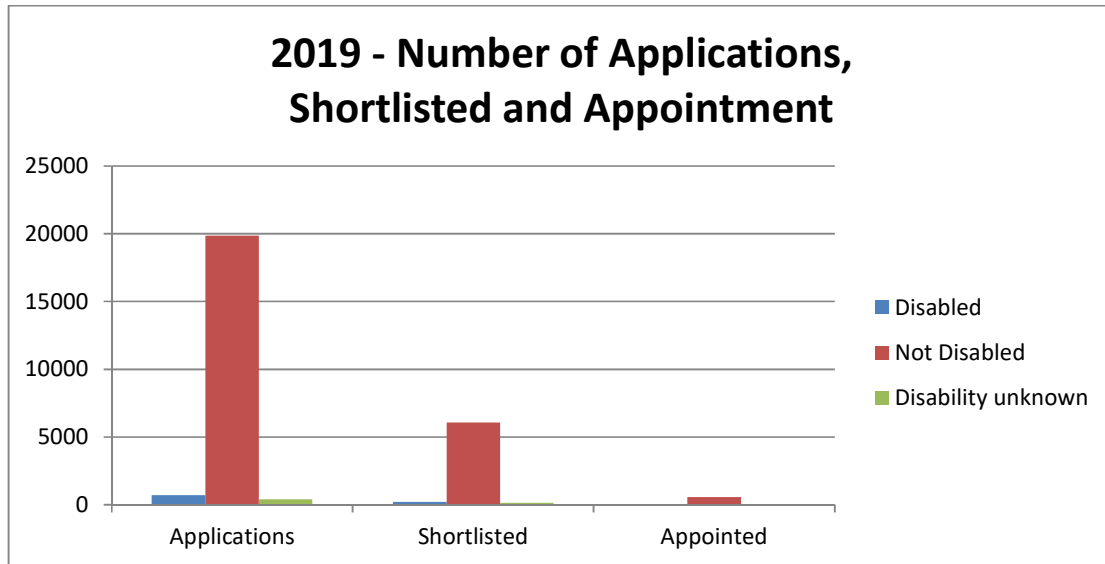 2019 - Number of Applications,
Shortlisted and Appointment
25000
20000
15000
10000
5000
0
Applications
Shortlisted
Appointed
Disabled
Not Disabled
Disability unknown